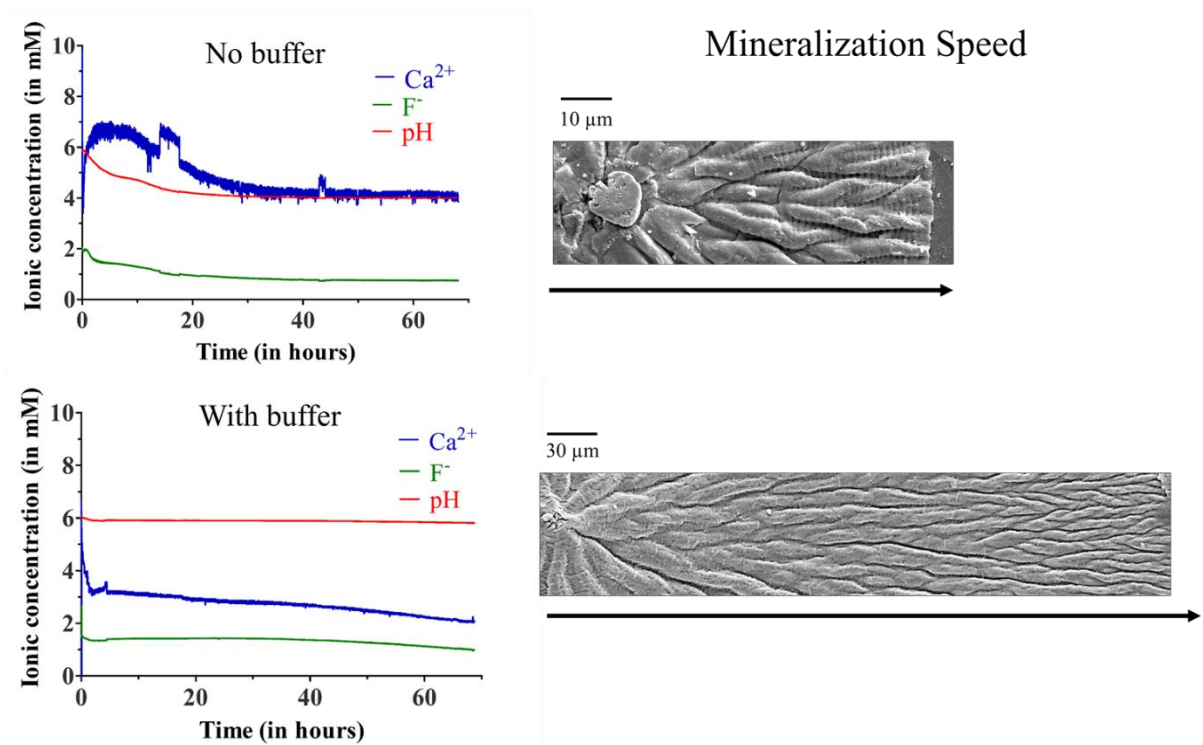 Mineralization Speed
No buffer
Ca²⁺
F⁻
pH
Ionic concentration (in mM)
10
8
6
4
2
0
0 20 40 60
Time (in hours)
10 µm
With buffer
Ca²⁺
F⁻
pH
Ionic concentration (in mM)
10
8
6
4
2
0
0 20 40 60
Time (in hours)
30 µm